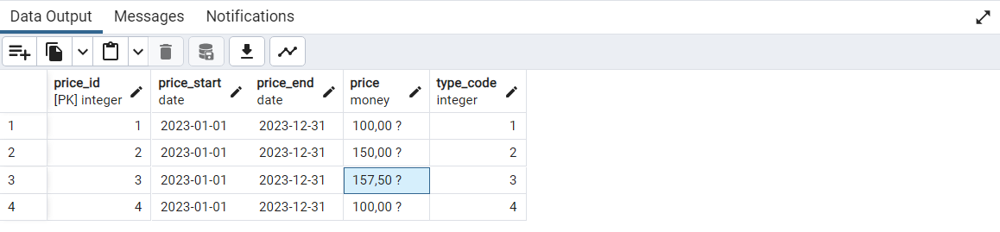 Data Output Messages Notifications
price_id price_start price_end price type_code
[PK] integer date date money integer
1 1 2023-01-01 2023-12-31 100,00 ? 1
2 2 2023-01-01 2023-12-31 150,00 ? 2
3 3 2023-01-01 2023-12-31 157,50 ? 3
4 4 2023-01-01 2023-12-31 100,00 ? 4